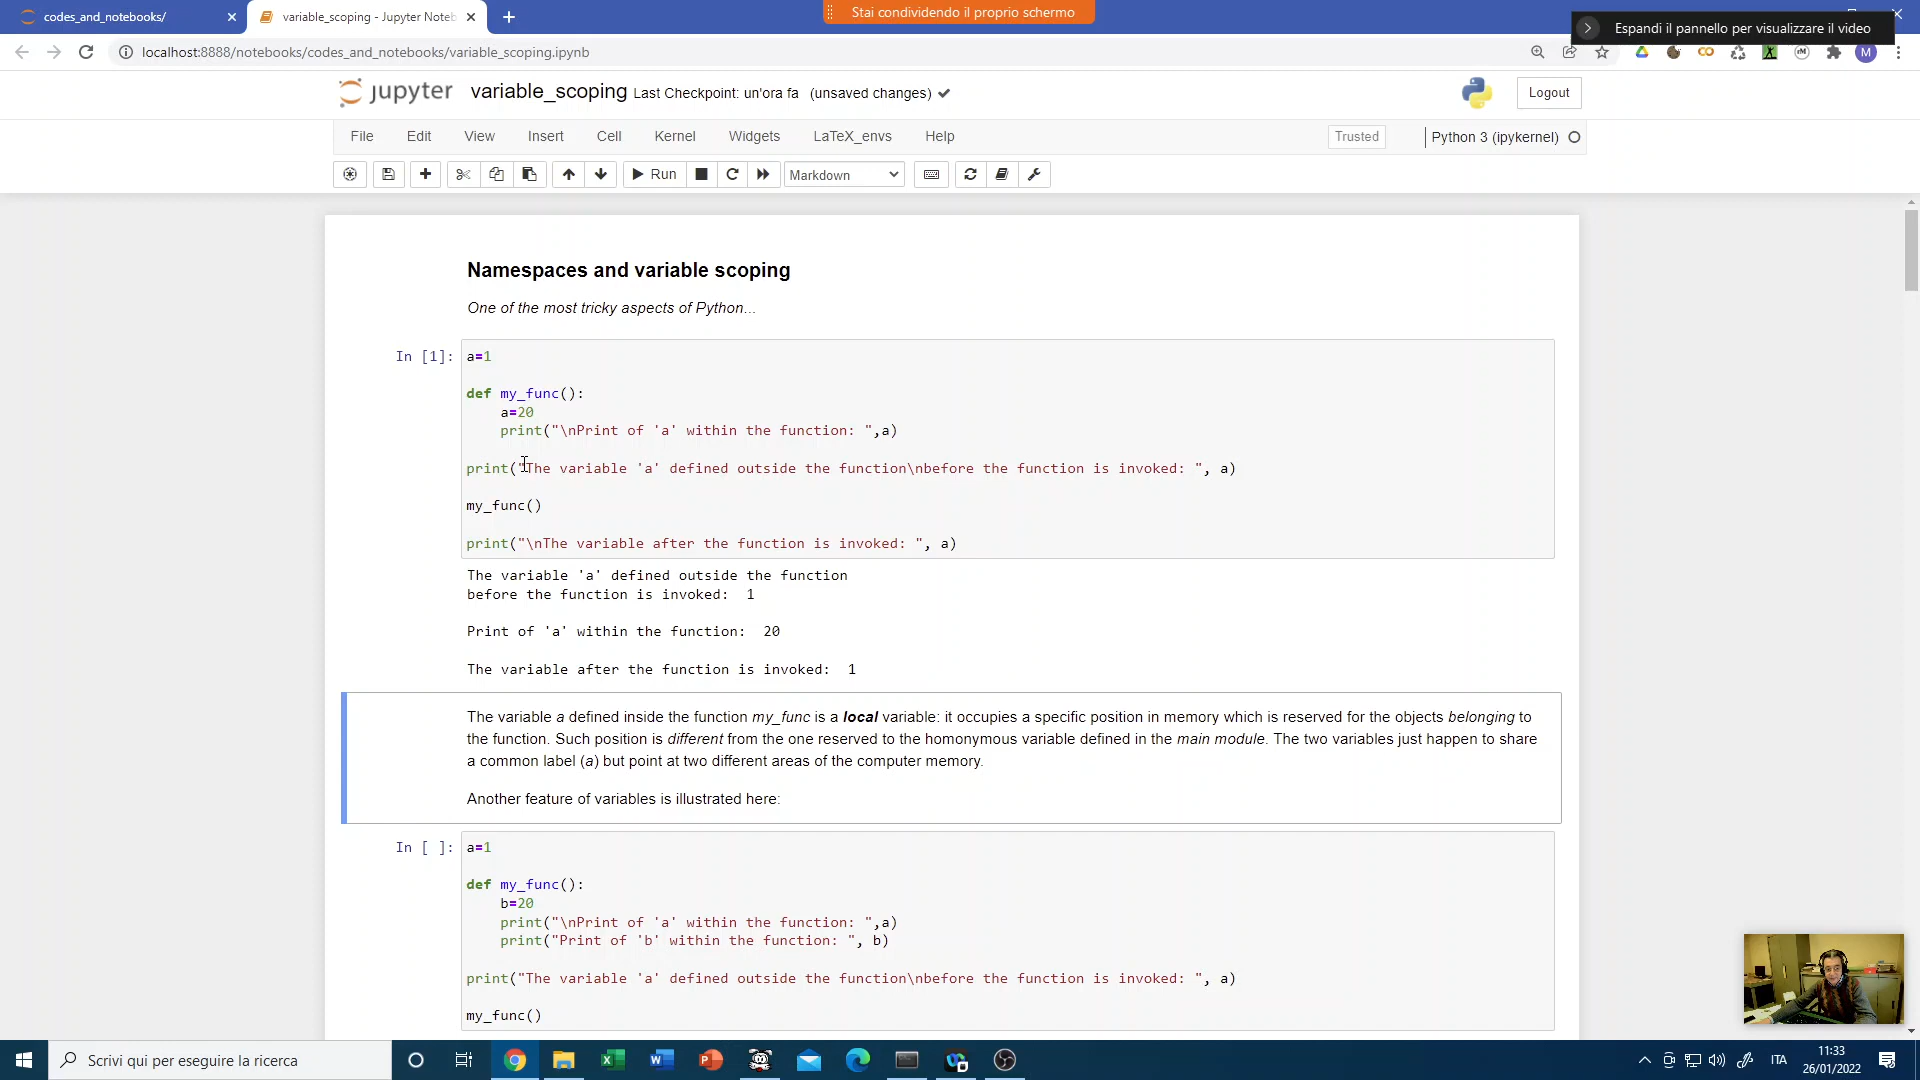 codes_and_notebooks/
variable_scoping - Jupyter Noteb
Stai condividendo il proprio schermo
Espandi il pannello per visualizzare il video
localhost:8888/notebooks/codes_and_notebooks/variable_scoping.ipynb
M
jupyter variable_scoping Last Checkpoint: un'ora fa (unsaved changes)
Logout
File Edit View Insert Cell Kernel Widgets LaTeX_envs Help
Trusted
Python 3 (ipykernel)
Run
Markdown
Namespaces and variable scoping
One of the most tricky aspects of Python...
In [1]: a=1
def my_func():
a=20
print("\nPrint of 'a' within the function: ",a)
print("The variable 'a' defined outside the function\nbefore the function is invoked: ", a)
my_func()
print("\nThe variable after the function is invoked: ", a)
The variable 'a' defined outside the function
before the function is invoked:  1
Print of 'a' within the function:  20
The variable after the function is invoked:  1
The variable a defined inside the function my_func is a local variable: it occupies a specific position in memory which is reserved for the objects belonging to
the function. Such position is different from the one reserved to the homonymous variable defined in the main module. The two variables just happen to share
a common label (a) but point at two different areas of the computer memory.
Another feature of variables is illustrated here:
In [ ]: a=1
def my_func():
b=20
print("\nPrint of 'a' within the function: ",a)
print("Print of 'b' within the function: ", b)
print("The variable 'a' defined outside the function\nbefore the function is invoked: ", a)
my_func()
Scrivi qui per eseguire la ricerca
ITA
11:33
26/01/2022